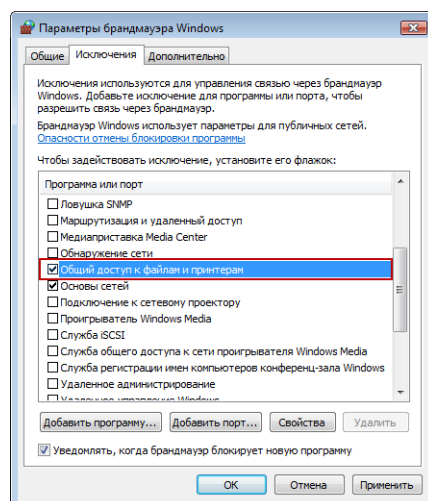 Параметры брандмауэра Windows
Общие Исключения Дополнительно
Исключения используются для управления связью через брандмауэр
Windows. Добавьте исключение для программы или порта, чтобы
разрешить связь через брандмауэр.
Брандмауэр Windows использует параметры для публичных сетей.
Опасности отмены блокировки программы
Чтобы задействовать исключение, установите его флажок:
Программа или порт
Ловушка SNMP
Маршрутизация и удаленный доступ
Медиаприставка Media Center
Обнаружение сети
Общий доступ к файлам и принтерам
Основы сетей
Подключение к сетевому проектору
Проигрыватель Windows Media
Служба iSCSI
Служба общего доступа к сети проигрывателя Windows Media
Служба регистрации имен компьютеров конференц-зала Windows
Удаленное администрирование
Удаленное управление Windows
Добавить программу... Добавить порт... Свойства Удалить
Уведомлять, когда брандмауэр блокирует новую программу
ОК Отмена Применить